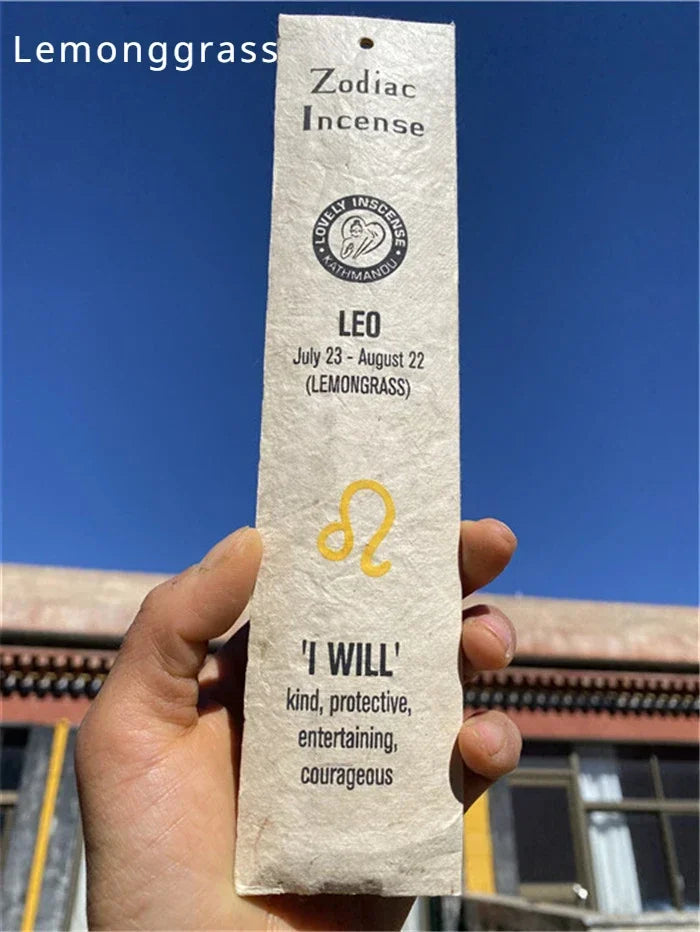 Lemonggrass
Zodiac
Incense
LOVELY INSCENSE
KATHMANDU
LEO
July 23 - August 22
(LEMONGRASS)
'I WILL'
kind, protective,
entertaining,
courageous